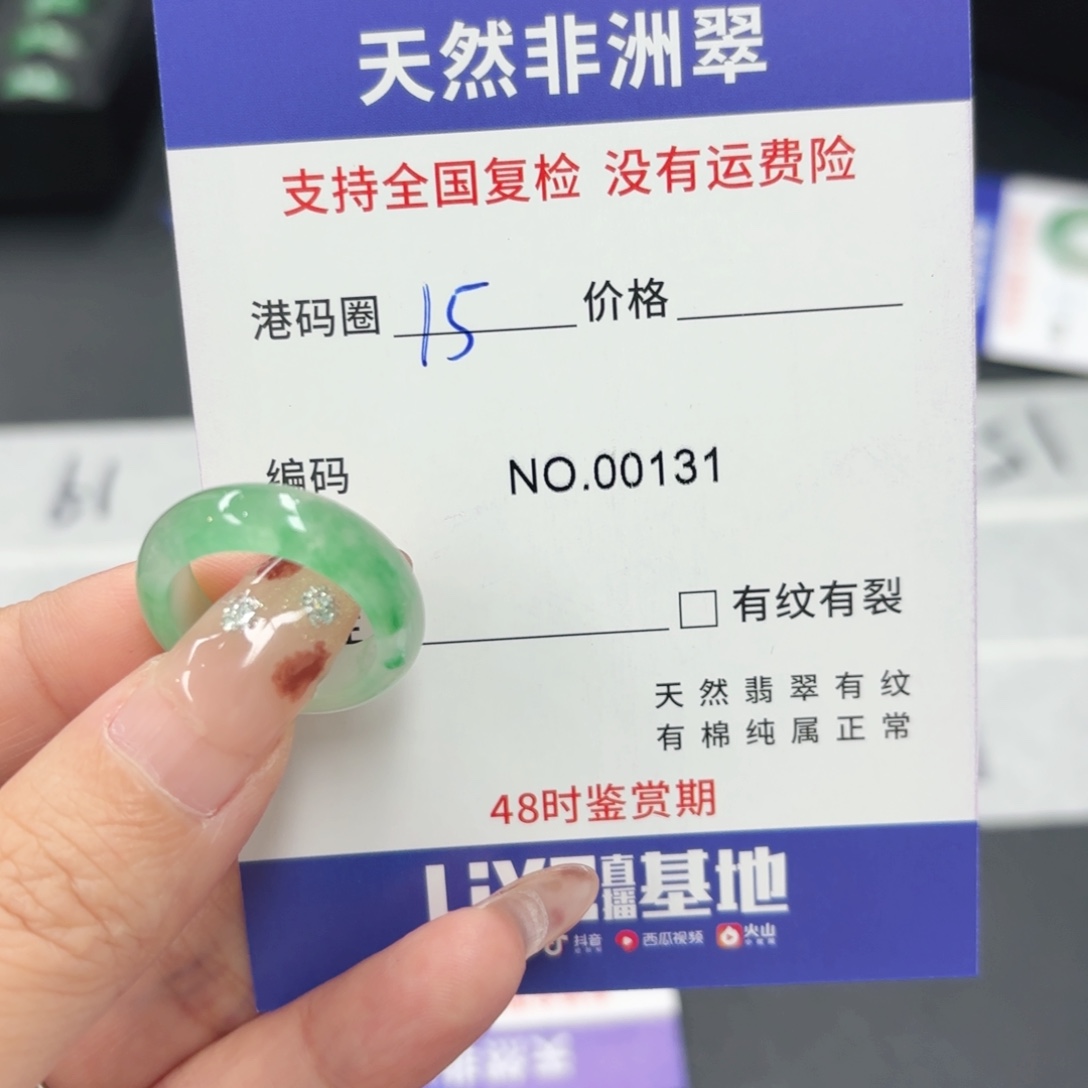 天然非洲翠
支持全国复检 没有运费险
港码圈 15 价格
编码 NO.00131
有纹有裂
天然翡翠有纹
有棉纯属正常
48时鉴赏期
直播基地
抖音 西瓜视频 火山
19